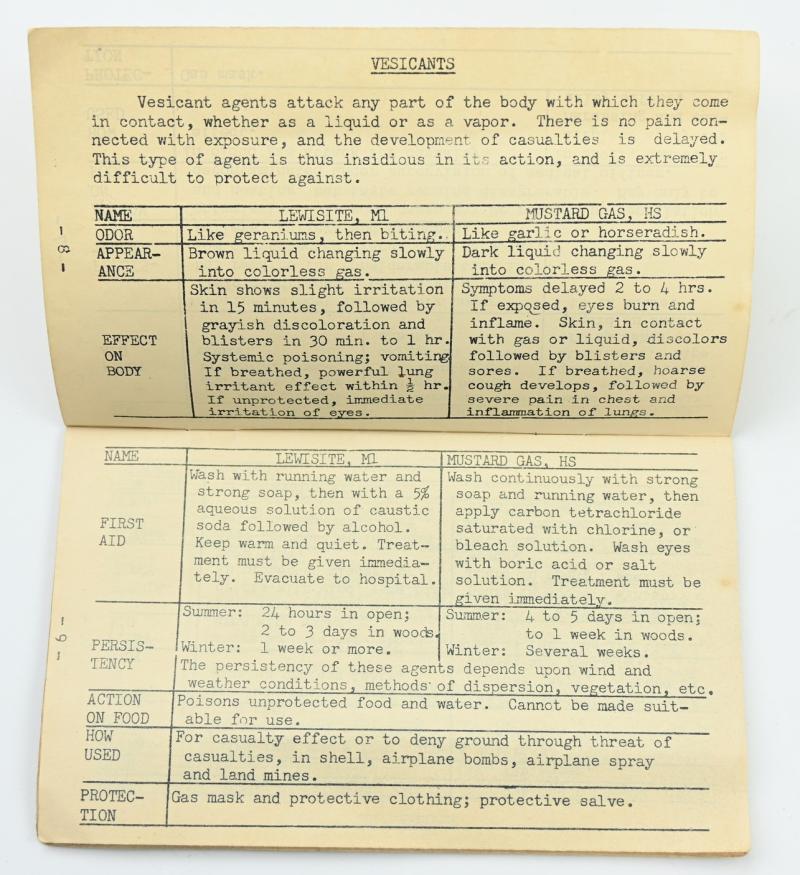 VESICANTS
Vesicant agents attack any part of the body with which they come
in contact, whether as a liquid or as a vapor. There is no pain con-
nected with exposure, and the development of casualties is delayed.
This type of agent is thus insidious in its action, and is extremely
difficult to protect against.
NAME LEWISITE, M1 MUSTARD GAS, HS
ODOR Like geraniums, then biting. Like garlic or horseradish.
APPEAR-
ANCE
Brown liquid changing slowly
into colorless gas.
Dark liquid changing slowly
into colorless gas.
EFFECT
ON
BODY
Skin shows slight irritation
in 15 minutes, followed by
grayish discoloration and
blisters in 30 min. to 1 hr.
Systemic poisoning; vomiting
If breathed, powerful lung
irritant effect within ½ hr.
If unprotected, immediate
irritation of eyes.
Symptoms delayed 2 to 4 hrs.
If exposed, eyes burn and
inflame. Skin, in contact
with gas or liquid, discolors
followed by blisters and
sores. If breathed, hoarse
cough develops, followed by
severe pain in chest and
inflammation of lungs.
- 8 -
NAME LEWISITE, M1 MUSTARD GAS, HS
FIRST
AID
Wash with running water and
strong soap, then with a 5%
aqueous solution of caustic
soda followed by alcohol.
Keep warm and quiet. Treat-
ment must be given immedia-
tely. Evacuate to hospital.
Wash continuously with strong
soap and running water, then
apply carbon tetrachloride
saturated with chlorine, or
bleach solution. Wash eyes
with boric acid or salt
solution. Treatment must be
given immediately.
PERSIS-
TENCY
Summer: 24 hours in open;
2 to 3 days in woods.
Winter: 1 week or more.
Summer: 4 to 5 days in open;
to 1 week in woods.
Winter: Several weeks.
The persistency of these agents depends upon wind and
weather conditions, methods of dispersion, vegetation, etc.
ACTION
ON FOOD
Poisons unprotected food and water. Cannot be made suit-
able for use.
HOW
USED
For casualty effect or to deny ground through threat of
casualties, in shell, airplane bombs, airplane spray
and land mines.
PROTEC-
TION
Gas mask and protective clothing; protective salve.
- 9 -